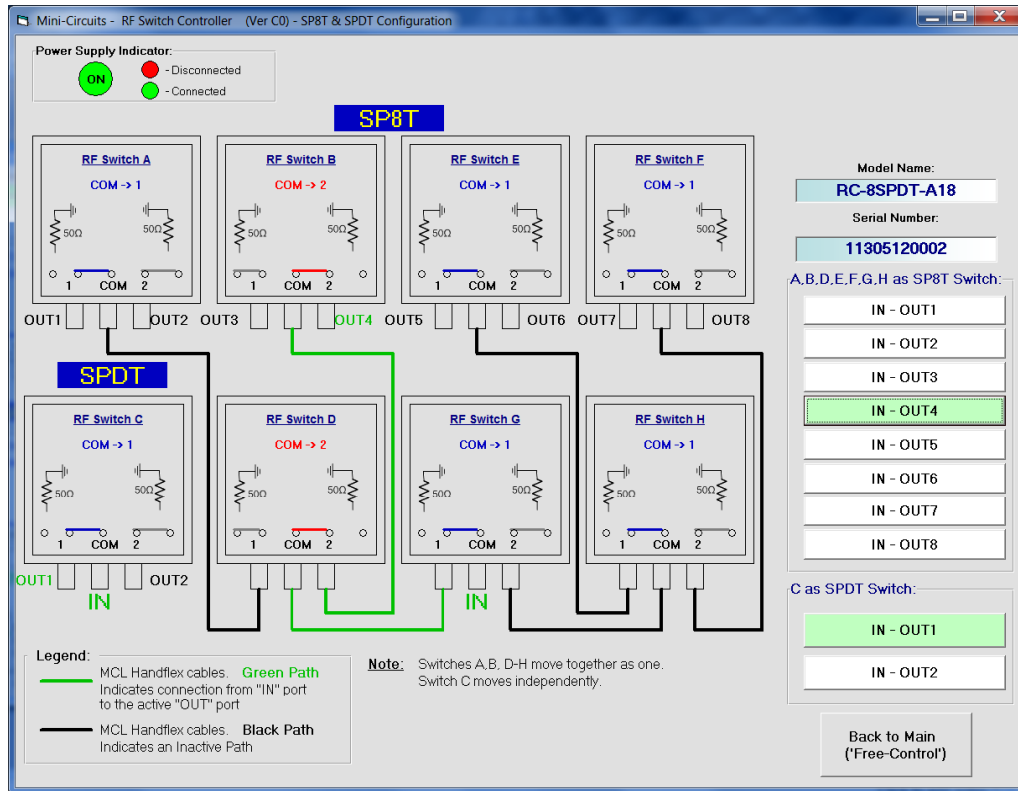 Mini-Circuits - RF Switch Controller (Ver C0) - SP8T & SPDT Configuration
Power Supply Indicator:
ON
- Disconnected
- Connected
SP8T
RF Switch A
COM -> 1
50Ω 50Ω
1 COM 2
RF Switch B
COM -> 2
50Ω 50Ω
1 COM 2
RF Switch E
COM -> 1
50Ω 50Ω
1 COM 2
RF Switch F
COM -> 1
50Ω 50Ω
1 COM 2
OUT1 OUT2 OUT3 OUT4 OUT5 OUT6 OUT7 OUT8
SPDT
RF Switch C
COM -> 1
50Ω 50Ω
1 COM 2
OUT1 OUT2
IN
RF Switch D
COM -> 2
50Ω 50Ω
1 COM 2
RF Switch G
COM -> 1
50Ω 50Ω
1 COM 2
IN
RF Switch H
COM -> 1
50Ω 50Ω
1 COM 2
Legend:
MCL Handflex cables. Green Path
Indicates connection from "IN" port
to the active "OUT" port
MCL Handflex cables. Black Path
Indicates an Inactive Path
Note: Switches A,B, D-H move together as one.
Switch C moves independently.
Model Name:
RC-8SPDT-A18
Serial Number:
11305120002
A,B,D,E,F,G,H as SP8T Switch:
IN - OUT1
IN - OUT2
IN - OUT3
IN - OUT4
IN - OUT5
IN - OUT6
IN - OUT7
IN - OUT8
C as SPDT Switch:
IN - OUT1
IN - OUT2
Back to Main
('Free-Control')